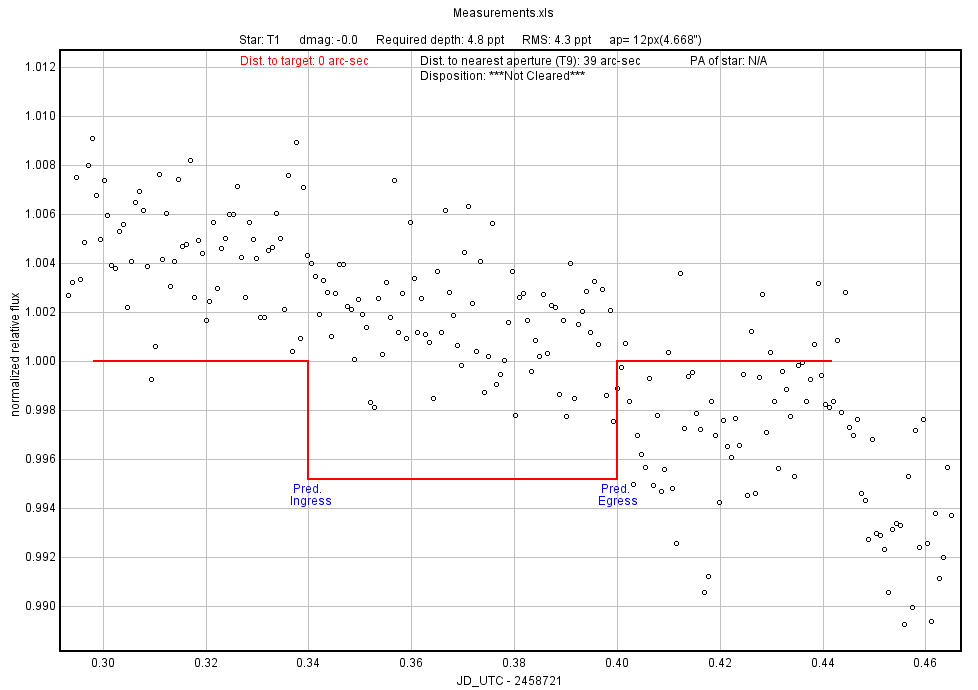 Measurements.xls
Star: T1 dmag: -0.0 Required depth: 4.8 ppt RMS: 4.3 ppt ap= 12px(4.668")
Dist. to target: 0 arc-sec Dist. to nearest aperture (T9): 39 arc-sec PA of star: N/A
Disposition: ***Not Cleared***
1.012
1.010
1.008
1.006
1.004
1.002
1.000
0.998
0.996
0.994
0.992
0.990
normalized relative flux
Pred.
Ingress
Pred.
Egress
0.30 0.32 0.34 0.36 0.38 0.40 0.42 0.44 0.46
JD_UTC - 2458721